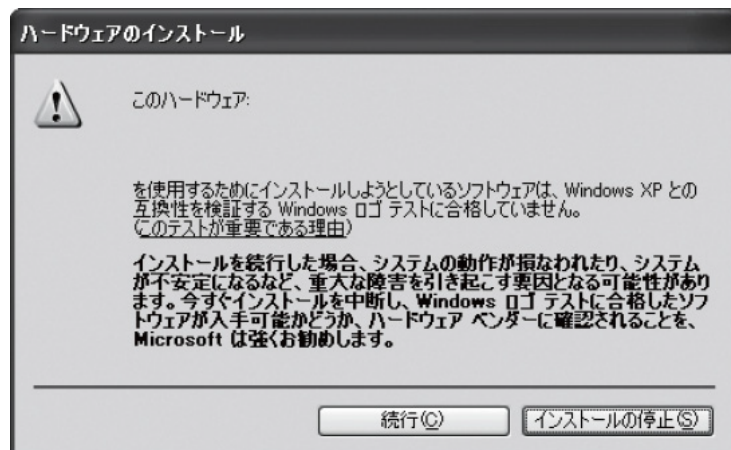 ハードウェアのインストール
このハードウェア:
を使用するためにインストールしようとしているソフトウェアは、Windows XP との
互換性を検証する Windows ロゴ テストに合格していません。
(このテストが重要である理由)
インストールを続行した場合、システムの動作が損なわれたり、システム
が不安定になるなど、重大な障害を引き起こす要因となる可能性があり
ます。今すぐインストールを中断し、Windows ロゴ テストに合格したソフ
トウェアが入手可能かどうか、ハードウェア ベンダーに確認されることを、
Microsoft は強くお勧めします。
続行(C)
インストールの停止(S)